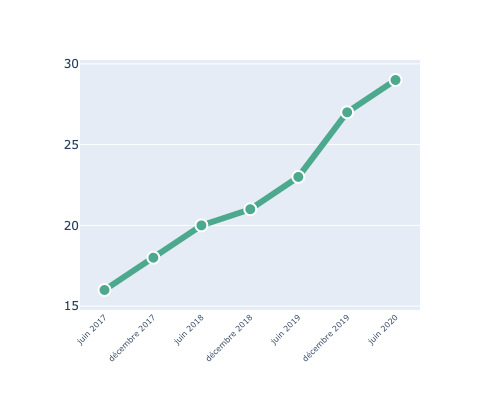 30
25
20
15
juin 2017
décembre 2017
juin 2018
décembre 2018
juin 2019
décembre 2019
juin 2020